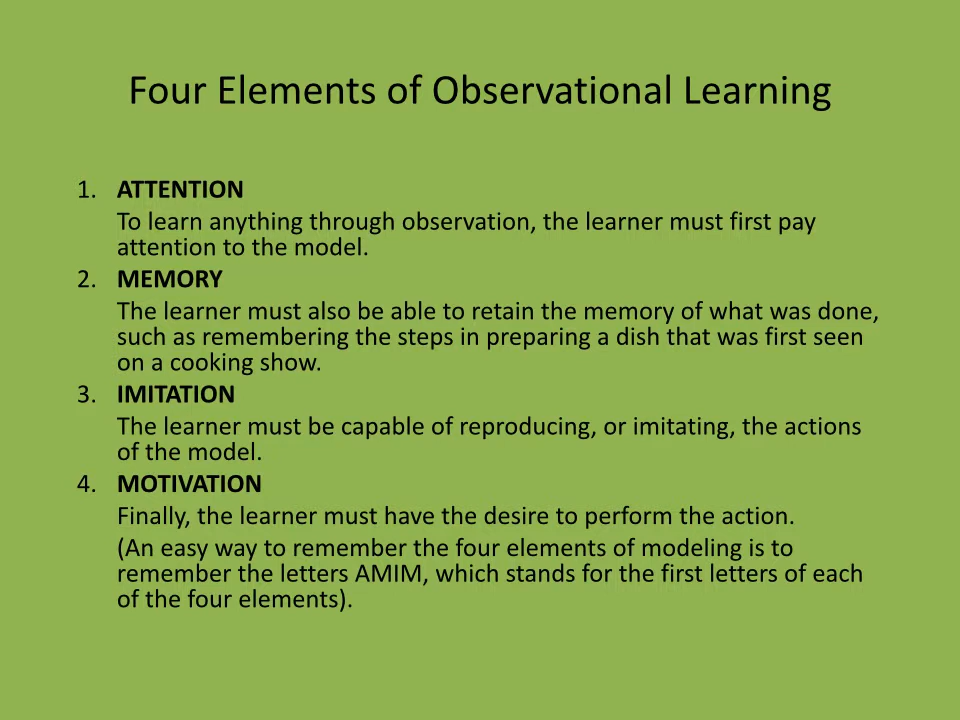 Four Elements of Observational Learning
1. ATTENTION
To learn anything through observation, the learner must first pay
attention to the model.
2. MEMORY
The learner must also be able to retain the memory of what was done,
such as remembering the steps in preparing a dish that was first seen
on a cooking show.
3. IMITATION
The learner must be capable of reproducing, or imitating, the actions
of the model.
4. MOTIVATION
Finally, the learner must have the desire to perform the action.
(An easy way to remember the four elements of modeling is to
remember the letters AMIM, which stands for the first letters of each
of the four elements).